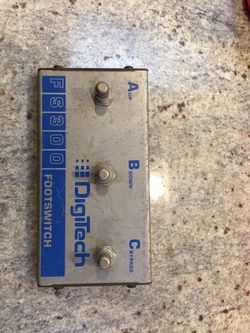 A UP
B DOWN
C BYPASS
DigiTech
FS300
FOOTSWITCH